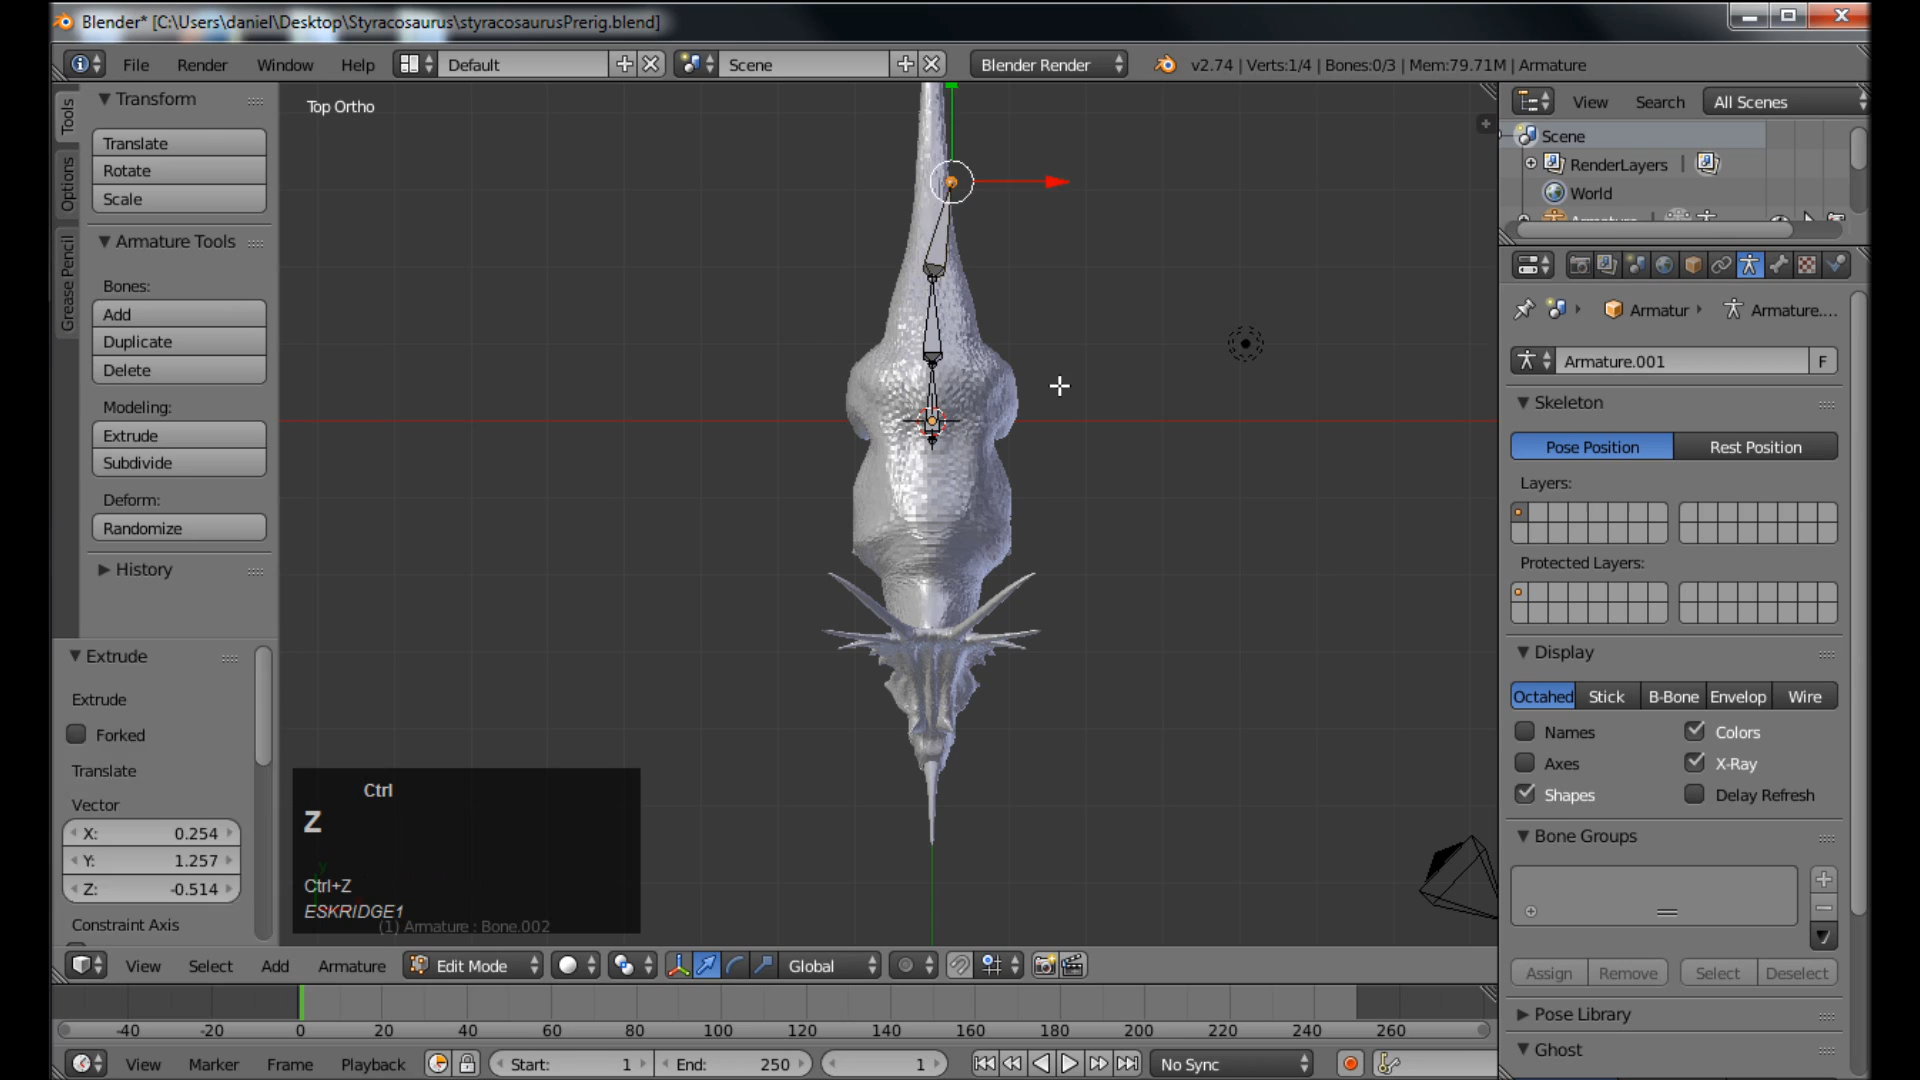 Blender* [C:\Users\daniel\Desktop\Styracosaurus\styracosaurusPrerig.blend]
File Render Window Help Default Scene Blender Render v2.74 | Verts:1/4 | Bones:0/3 | Mem:79.71M | Armature
Tools
Options
Grease Pencil
Transform
Translate
Rotate
Scale
Armature Tools
Bones:
Add
Duplicate
Delete
Modeling:
Extrude
Subdivide
Deform:
Randomize
History
Extrude
Extrude
Forked
Translate
Vector
X: 0.254
Y: 1.257
Z: -0.514
Constraint Axis
Top Ortho
Ctrl
Z
Ctrl+Z
ESKRIDGE1
(1) Armature : Bone.002
View Select Add Armature Edit Mode Global
-40 -20 0 20 40 60 80 100 120 140 160 180 200 220 240 260
View Marker Frame Playback Start: 1 End: 250 1 No Sync
View Search All Scenes
Scene
RenderLayers
World
Armature
Armatur Armature....
Armature.001 F
Skeleton
Pose Position Rest Position
Layers:
Protected Layers:
Display
Octahed Stick B-Bone Envelop Wire
Names Colors
Axes X-Ray
Shapes Delay Refresh
Bone Groups
Assign Remove Select Deselect
Pose Library
Ghost